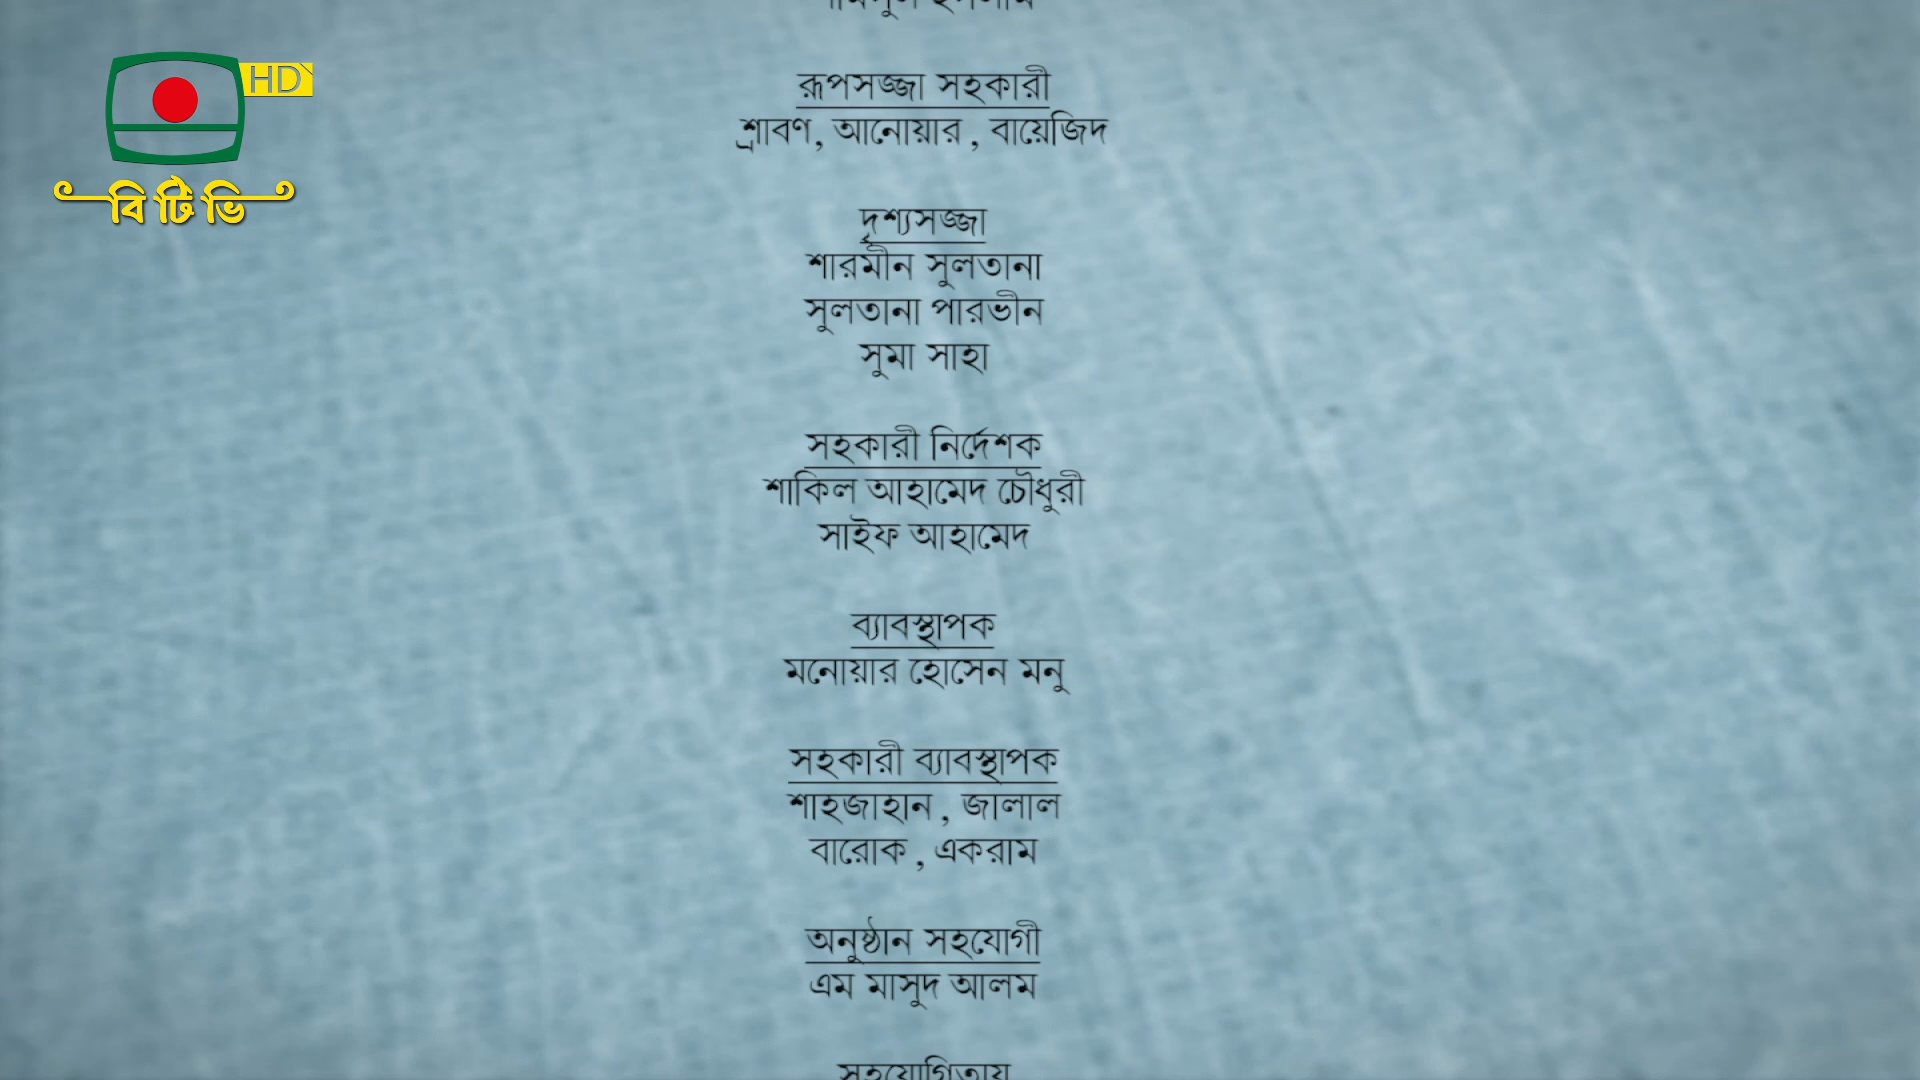 HD
বি টি ভি
রূপসজ্জা সহকারী
শ্রাবণ, আনোয়ার, বায়েজিদ
দৃশ্যসজ্জা
শারমীন সুলতানা
সুলতানা পারভীন
সুমা সাহা
সহকারী নির্দেশক
শাকিল আহামেদ চৌধুরী
সাইফ আহামেদ
ব্যাবস্থাপক
মনোয়ার হোসেন মনু
সহকারী ব্যাবস্থাপক
শাহজাহান, জালাল
বারোক, একরাম
অনুষ্ঠান সহযোগী
এম মাসুদ আলম
সহযোগিতায়